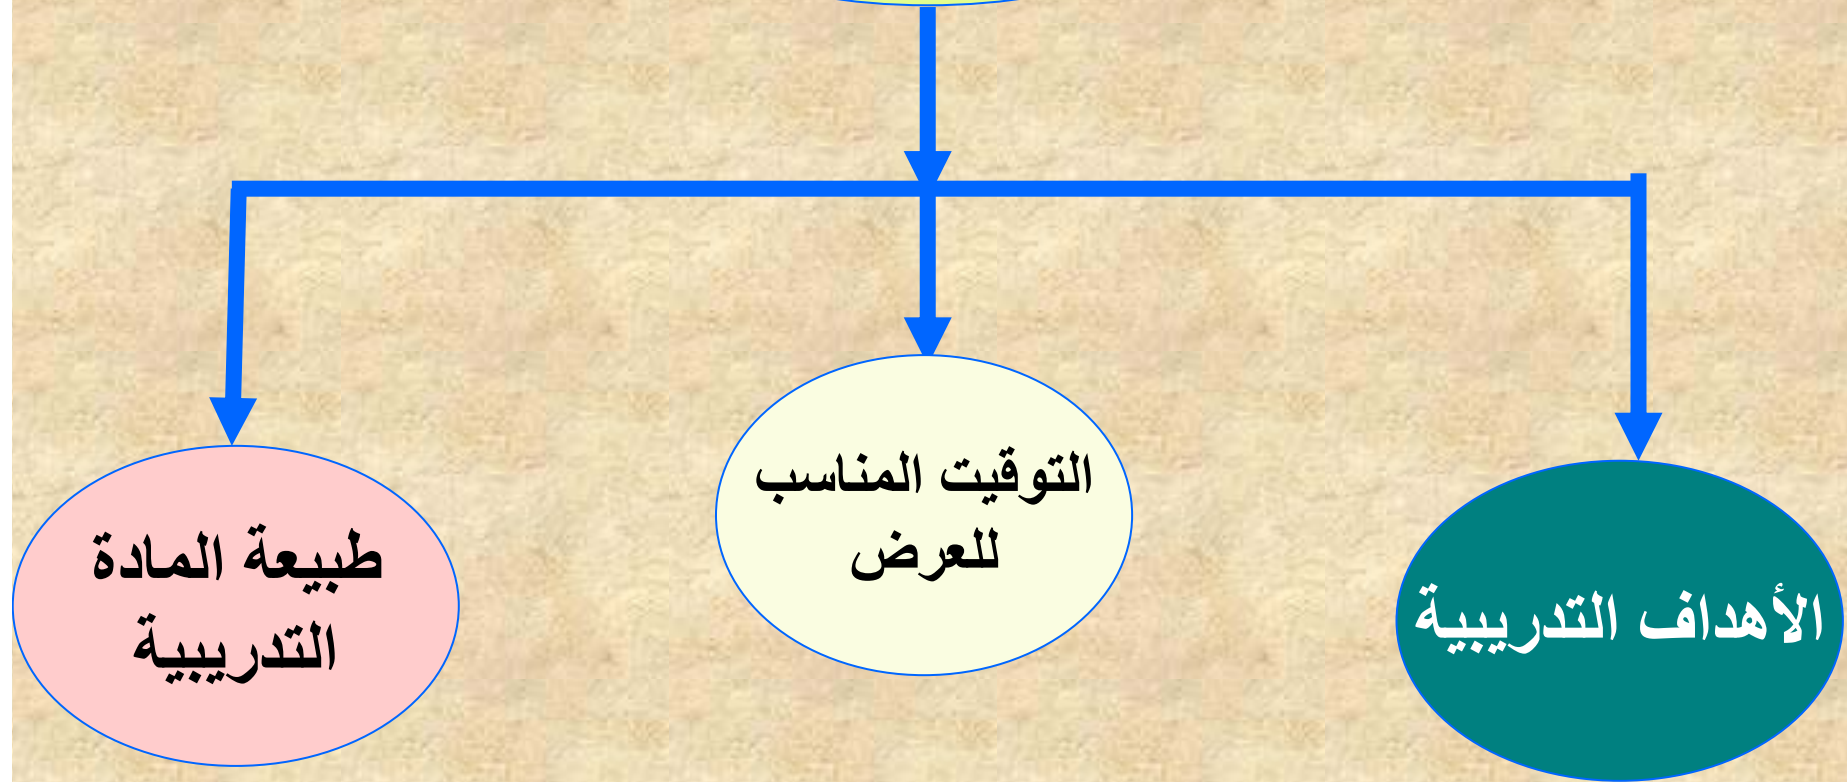 الأهداف التدريبية
التوقيت المناسب
للعرض
طبيعة المادة
التدريبية